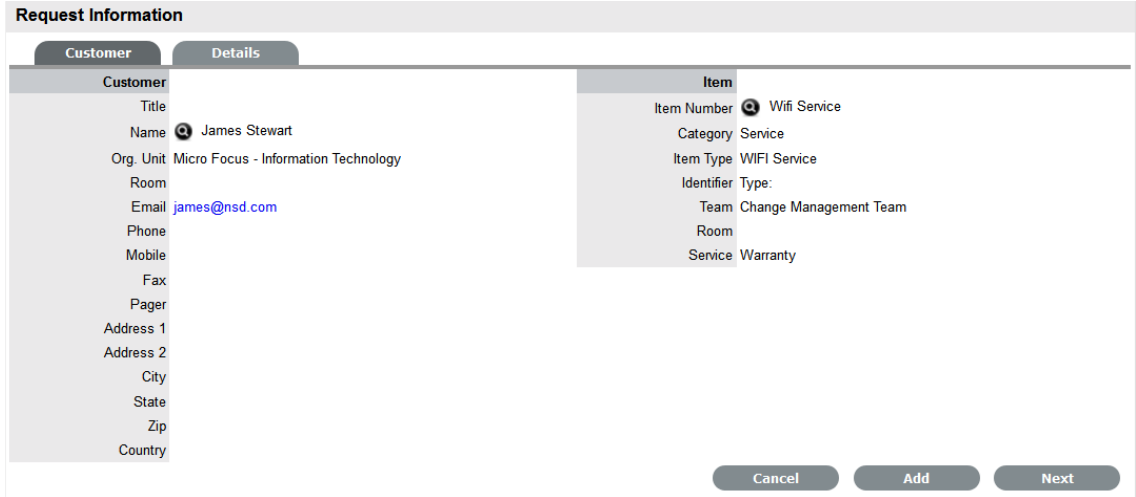 Request Information
Customer Details
Customer
Title
Name James Stewart
Org. Unit Micro Focus - Information Technology
Room
Email james@nsd.com
Phone
Mobile
Fax
Pager
Address 1
Address 2
City
State
Zip
Country
Item
Item Number Wifi Service
Category Service
Item Type WIFI Service
Identifier Type:
Team Change Management Team
Room
Service Warranty
Cancel Add Next